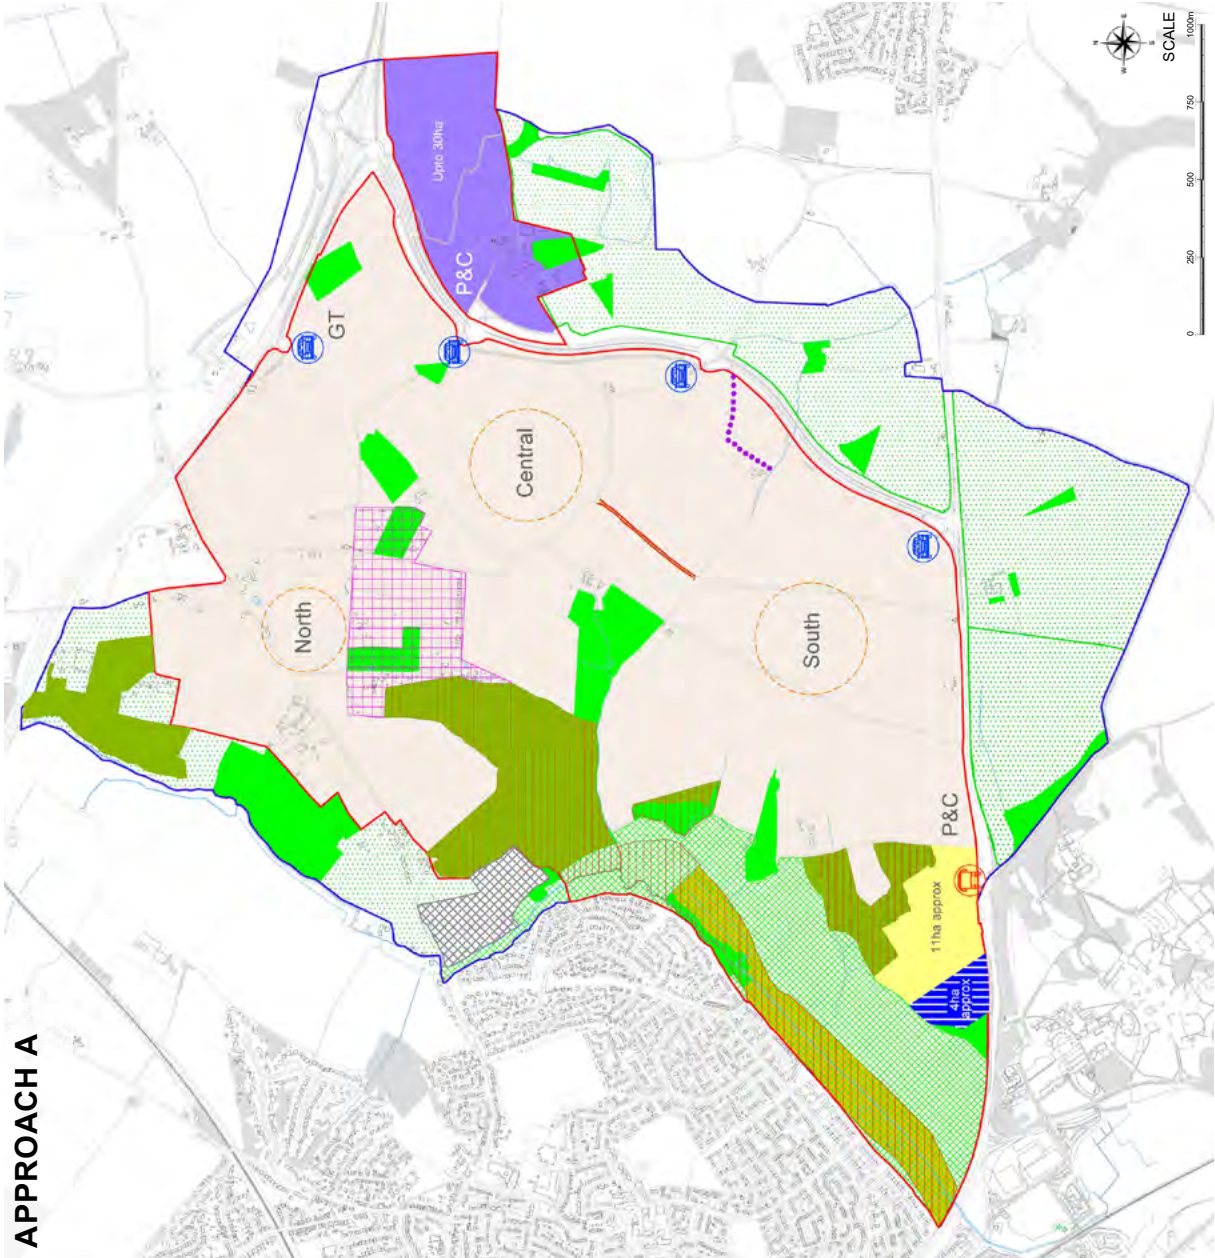 APPROACH A
N
E
S
W
SCALE
0
250
500
750
1000m
Upto 30ha
P&C
GT
Central
North
South
P&C
11ha approx
4ha
approx